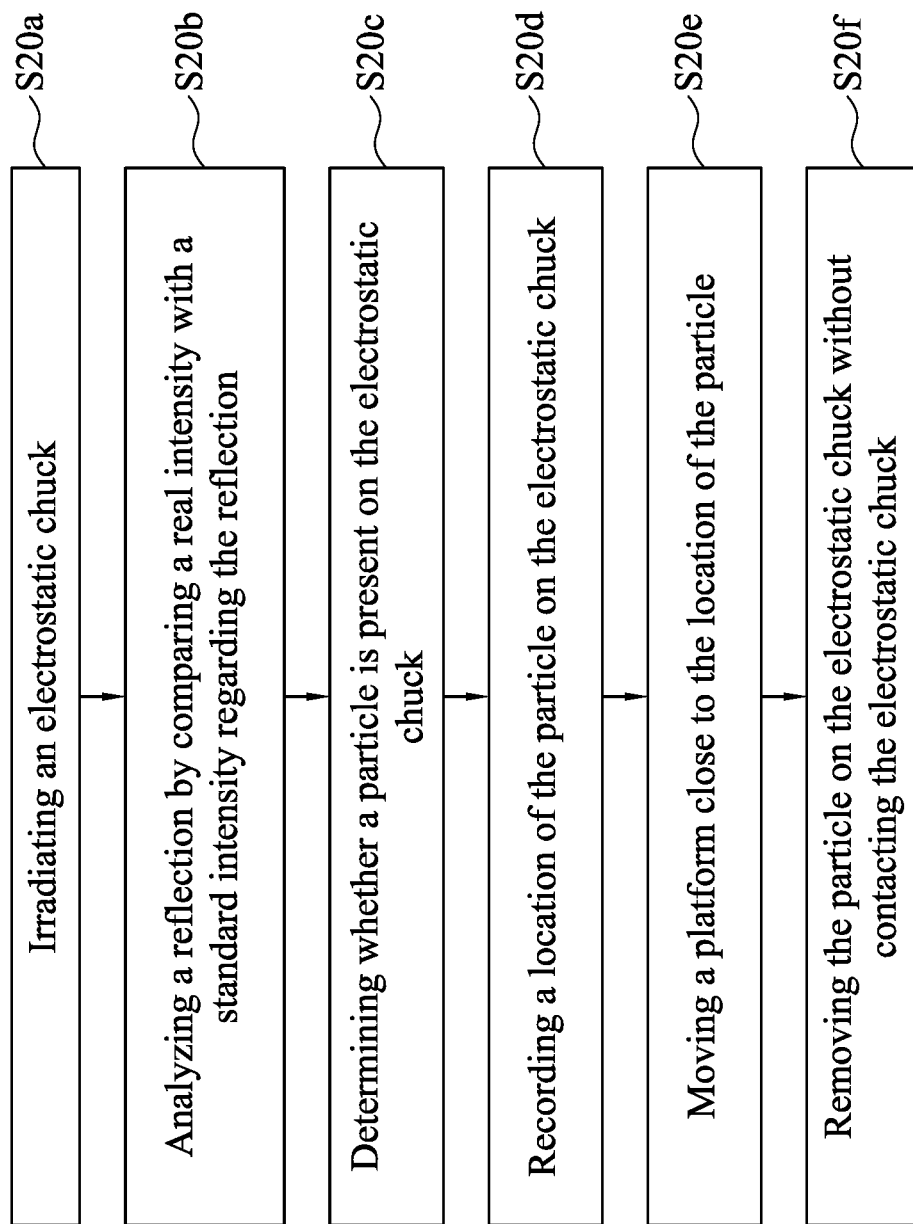 Irradiating an electrostatic chuck
S20a
Analyzing a reflection by comparing a real intensity with a
standard intensity regarding the reflection
S20b
Determining whether a particle is present on the electrostatic
chuck
S20c
Recording a location of the particle on the electrostatic chuck
S20d
Moving a platform close to the location of the particle
S20e
Removing the particle on the electrostatic chuck without
contacting the electrostatic chuck
S20f